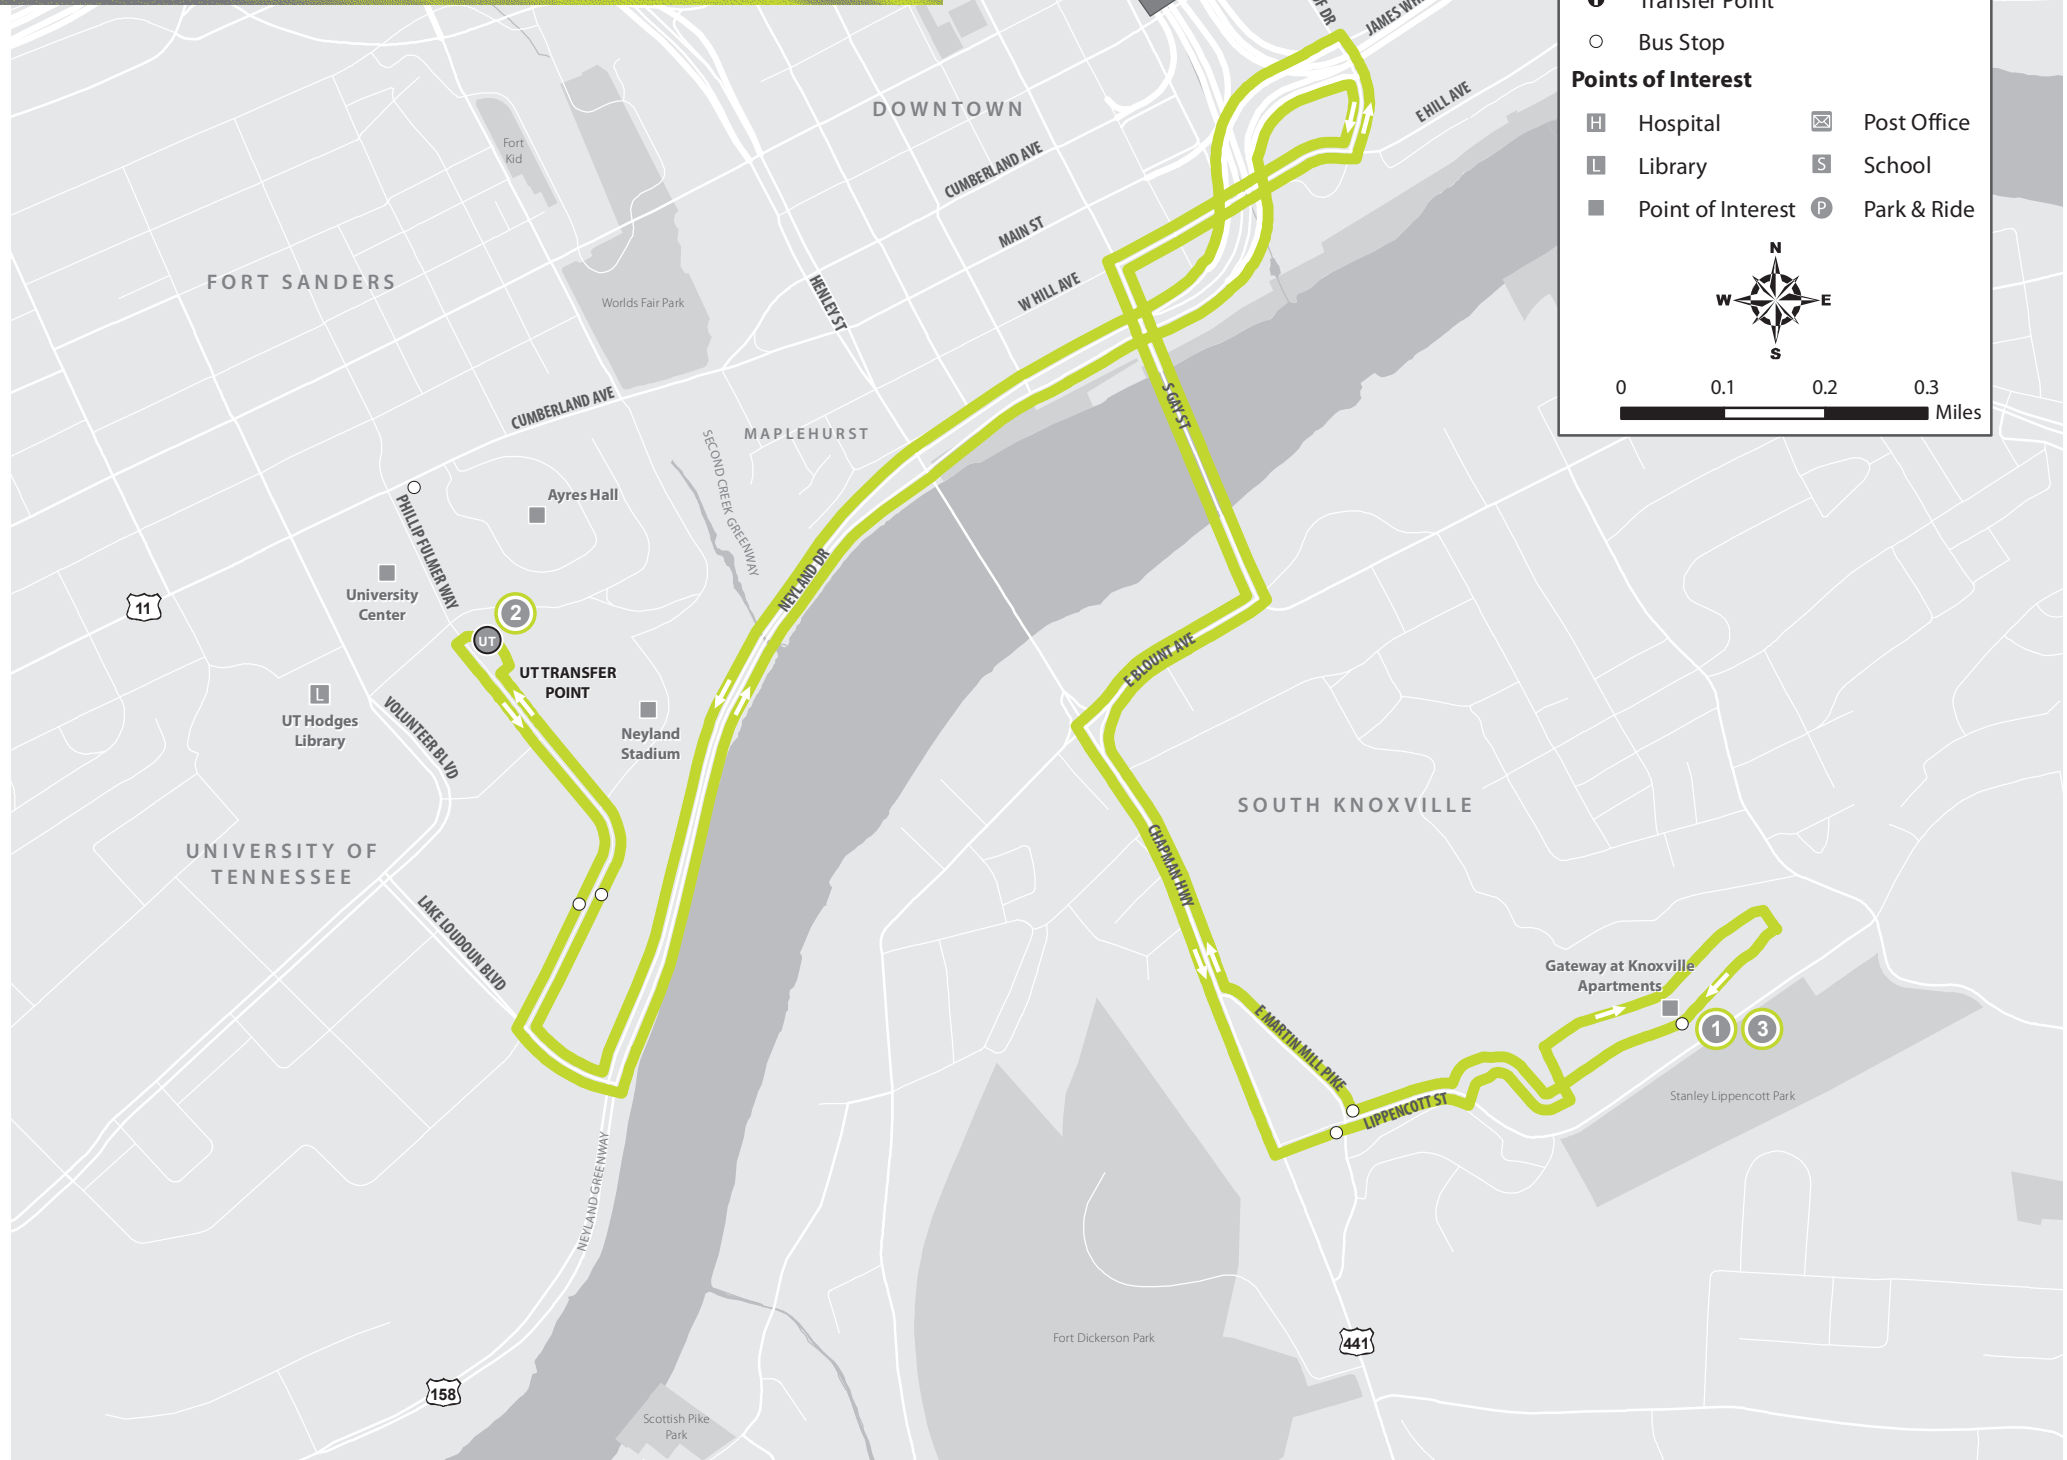 Transfer Point
Bus Stop
Points of Interest
H Hospital
Post Office
L Library
S School
Point of Interest
P Park & Ride
N
W E
S
0 0.1 0.2 0.3
Miles
DOWNTOWN
E HILL AVE
Fort
Kid
CUMBERLAND AVE
MAIN ST
W HILL AVE
FORT SANDERS
Worlds Fair Park
HENLEY ST
CUMBERLAND AVE
MAPLEHURST
S GAY ST
SECOND CREEK GREENWAY
Ayres Hall
PHILLIP FULMER WAY
NEYLAND DR
University
Center
11
2
UT
UT TRANSFER
POINT
E BLOUNT AVE
L
UT Hodges
Library
VOLUNTEER BLVD
Neyland
Stadium
SOUTH KNOXVILLE
CHAPMAN HWY
UNIVERSITY OF
TENNESSEE
LAKE LOUDOUN BLVD
Gateway at Knoxville
Apartments
1 3
E MARTIN MILL PIKE
LIPPENCOTT ST
Stanley Lippencott Park
NEYLAND GREENWAY
Fort Dickerson Park
441
158
Scottish Pike
Park